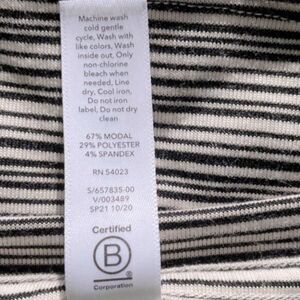 Machine wash
cold gentle
cycle, Wash with
like colors, Wash
inside out, Only
non-chlorine
bleach when
needed, Line
dry, Cool iron,
Do not iron
label, Do not dry
clean
67% MODAL
29% POLYESTER
4% SPANDEX
RN 54023
S/657835-00
V/003489
SP21 10/20
Certified
B
Corporation